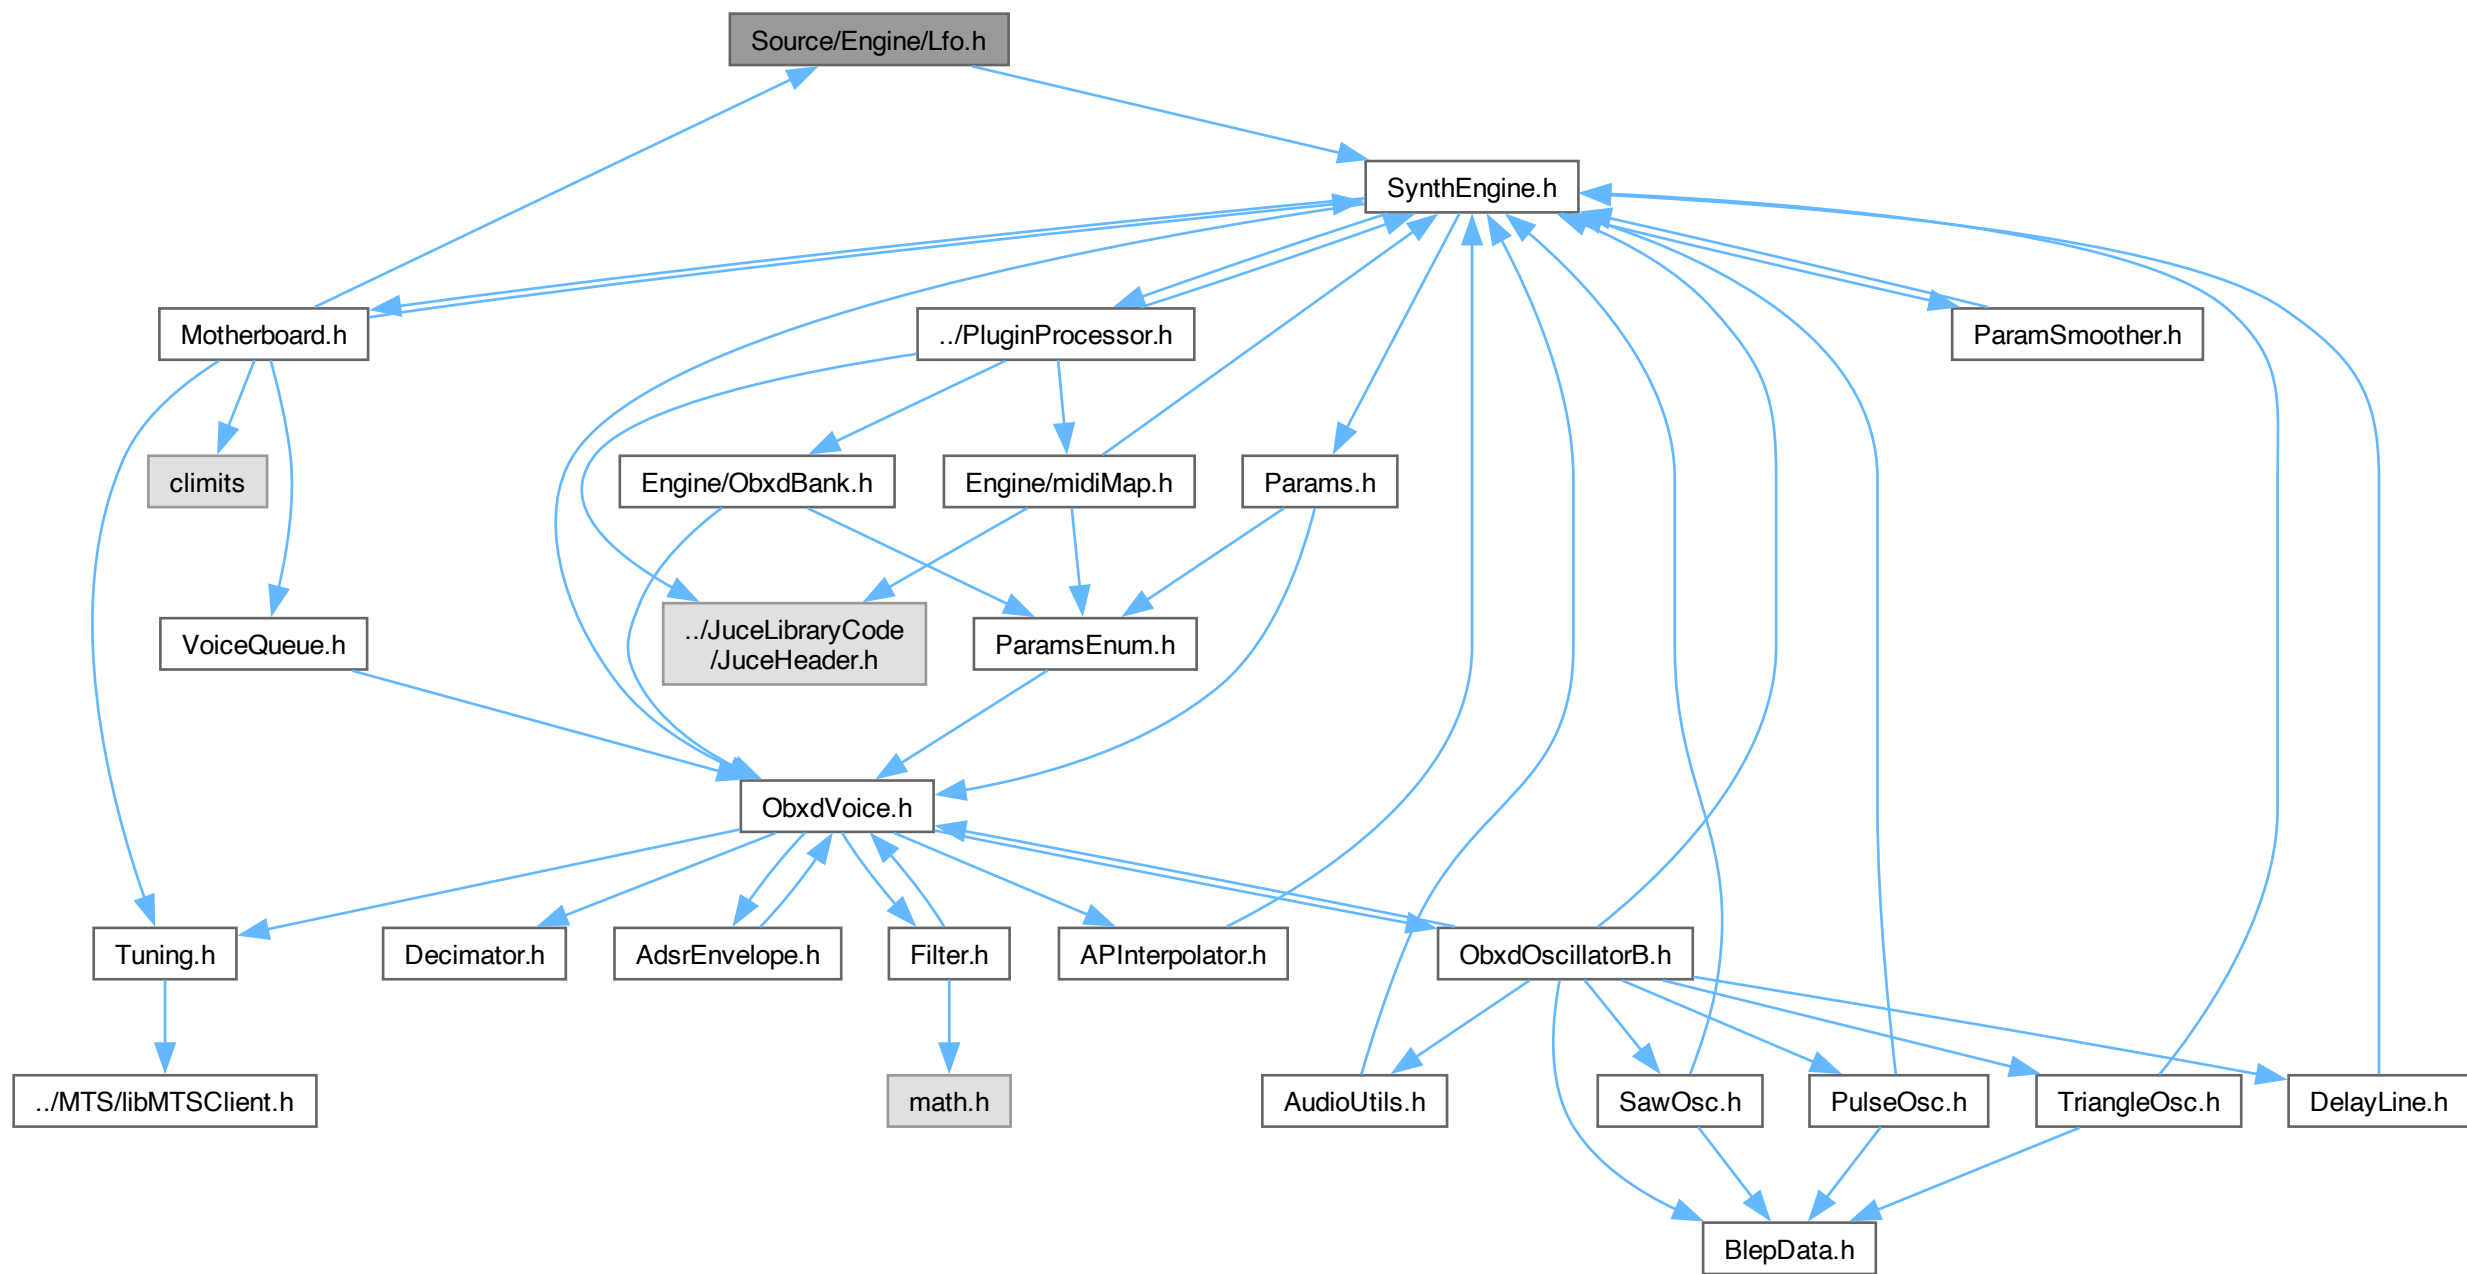 Source/Engine/Lfo.h
SynthEngine.h
Motherboard.h
../PluginProcessor.h
ParamSmoother.h
climits
Engine/ObxdBank.h
Engine/midiMap.h
Params.h
VoiceQueue.h
../JuceLibraryCode
/JuceHeader.h
ParamsEnum.h
ObxdVoice.h
Tuning.h
Decimator.h
AdsrEnvelope.h
Filter.h
APInterpolator.h
ObxdOscillatorB.h
../MTS/libMTSClient.h
math.h
AudioUtils.h
SawOsc.h
PulseOsc.h
TriangleOsc.h
DelayLine.h
BlepData.h